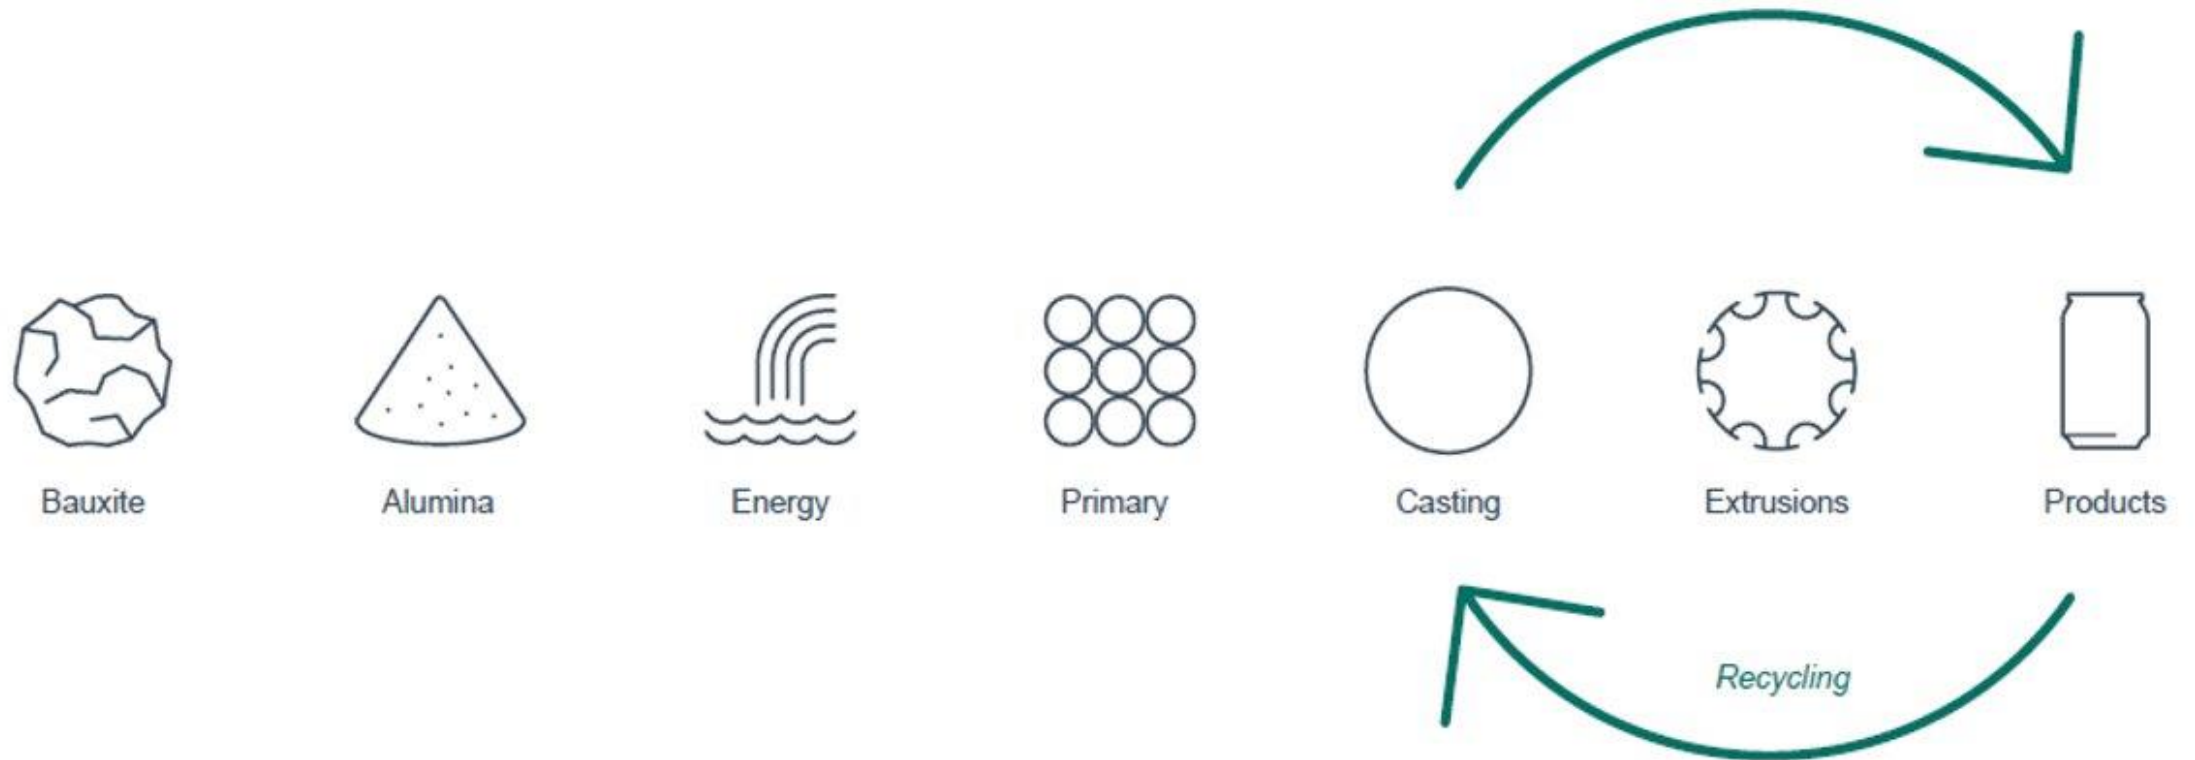 Bauxite
Alumina
Energy
Primary
Casting
Extrusions
Products
Recycling